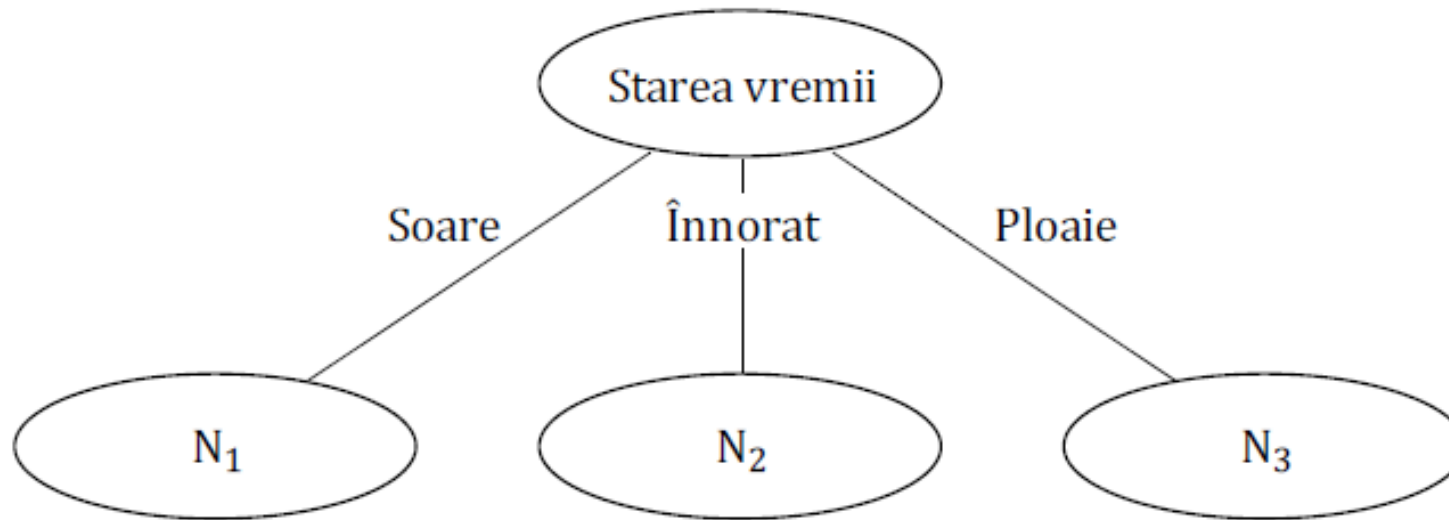 Starea vremii
Soare Înnorat Ploaie
N₁ N₂ N₃